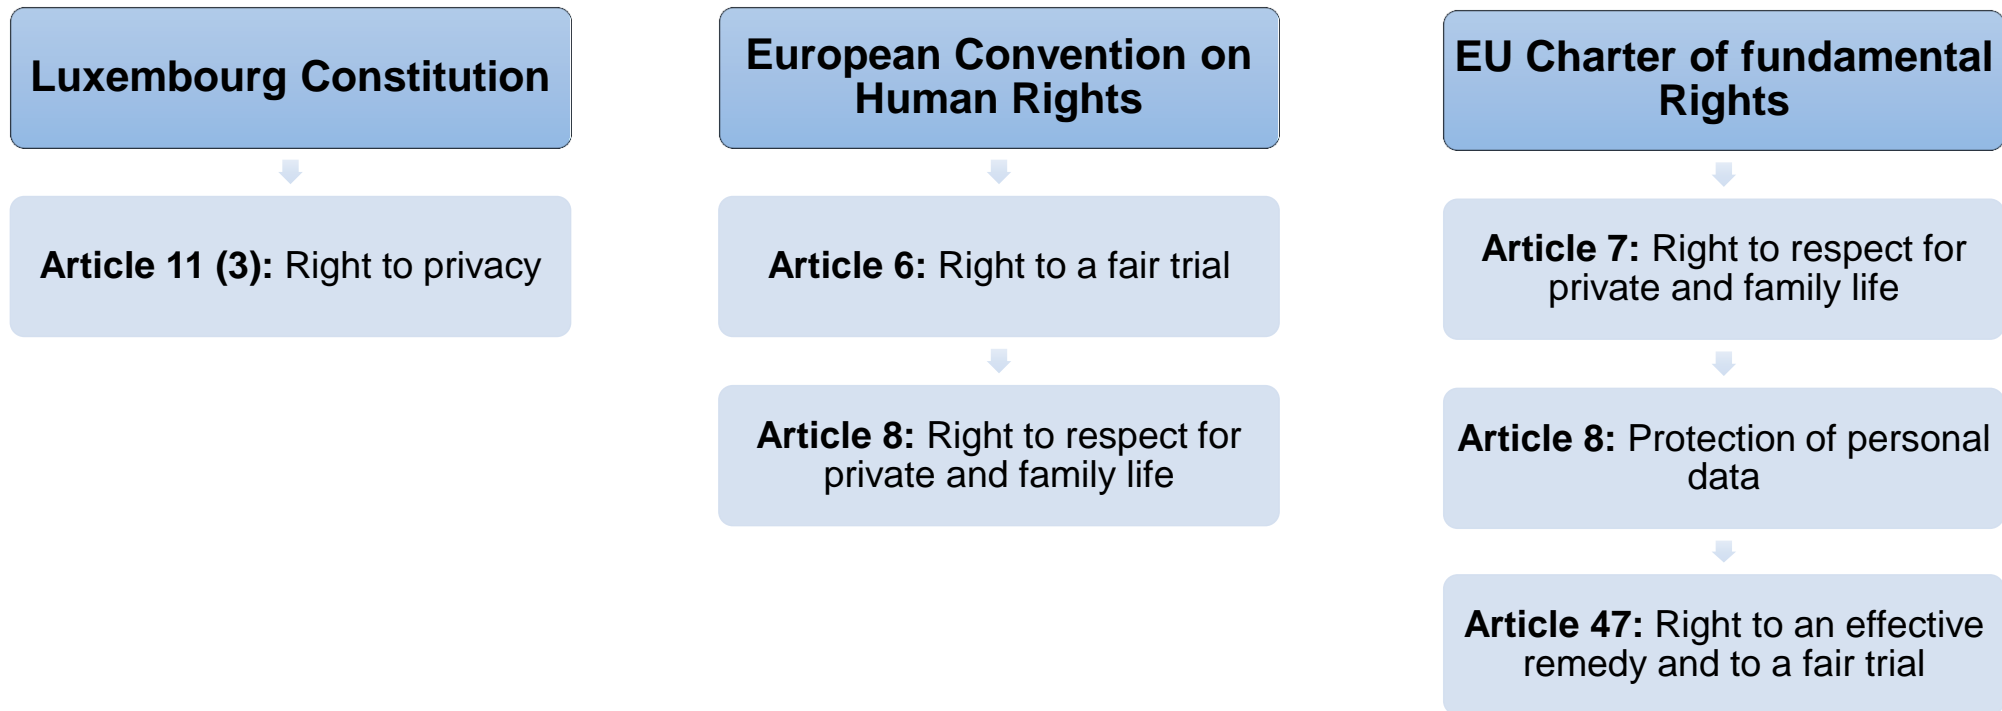 Luxembourg Constitution
Article 11 (3): Right to privacy
European Convention on
Human Rights
Article 6: Right to a fair trial
Article 8: Right to respect for
private and family life
EU Charter of fundamental
Rights
Article 7: Right to respect for
private and family life
Article 8: Protection of personal
data
Article 47: Right to an effective
remedy and to a fair trial